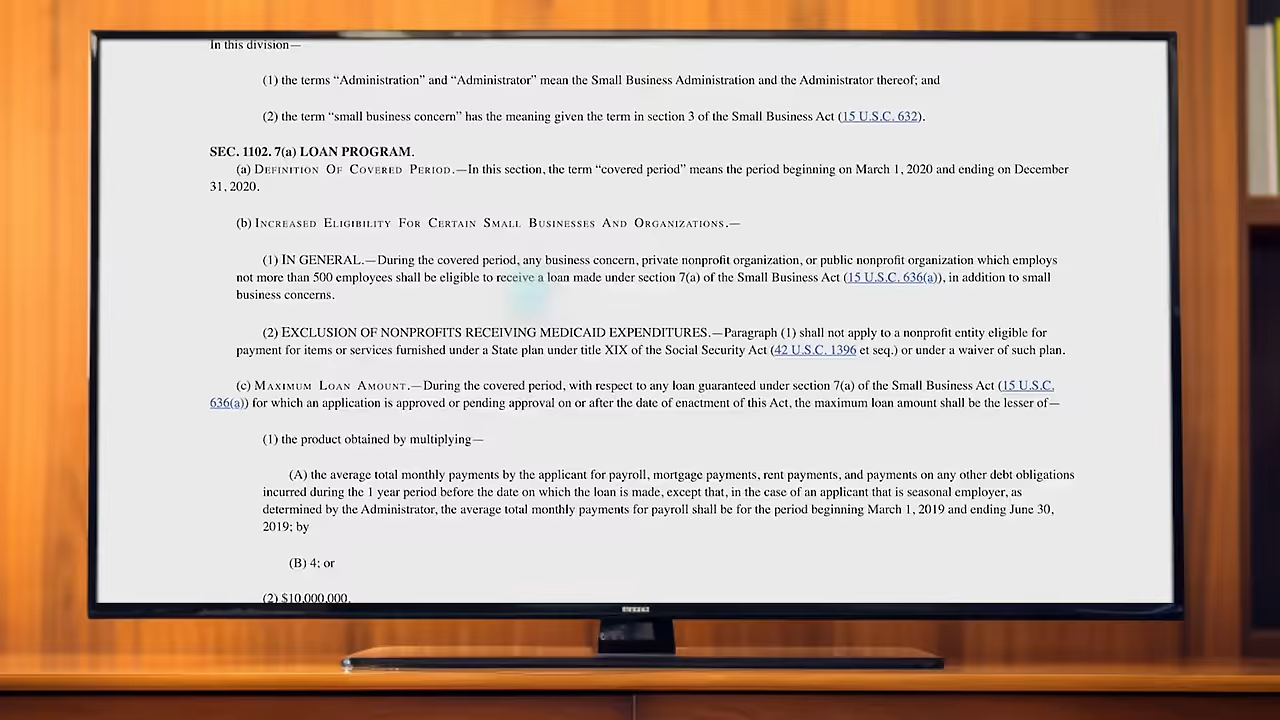 In this division—
(1) the terms “Administration” and “Administrator” mean the Small Business Administration and the Administrator thereof; and
(2) the term “small business concern” has the meaning given the term in section 3 of the Small Business Act (15 U.S.C. 632).
SEC. 1102. 7(a) LOAN PROGRAM.
(a) DEFINITION OF COVERED PERIOD.—In this section, the term “covered period” means the period beginning on March 1, 2020 and ending on December
31, 2020.
(b) INCREASED ELIGIBILITY FOR CERTAIN SMALL BUSINESSES AND ORGANIZATIONS.—
(1) IN GENERAL.—During the covered period, any business concern, private nonprofit organization, or public nonprofit organization which employs
not more than 500 employees shall be eligible to receive a loan made under section 7(a) of the Small Business Act (15 U.S.C. 636(a)), in addition to small
business concerns.
(2) EXCLUSION OF NONPROFITS RECEIVING MEDICAID EXPENDITURES.—Paragraph (1) shall not apply to a nonprofit entity eligible for
payment for items or services furnished under a State plan under title XIX of the Social Security Act (42 U.S.C. 1396 et seq.) or under a waiver of such plan.
(c) MAXIMUM LOAN AMOUNT.—During the covered period, with respect to any loan guaranteed under section 7(a) of the Small Business Act (15 U.S.C.
636(a)) for which an application is approved or pending approval on or after the date of enactment of this Act, the maximum loan amount shall be the lesser of—
(1) the product obtained by multiplying—
(A) the average total monthly payments by the applicant for payroll, mortgage payments, rent payments, and payments on any other debt obligations
incurred during the 1 year period before the date on which the loan is made, except that, in the case of an applicant that is seasonal employer, as
determined by the Administrator, the average total monthly payments for payroll shall be for the period beginning March 1, 2019 and ending June 30,
2019; by
(B) 4; or
(2) $10,000,000.